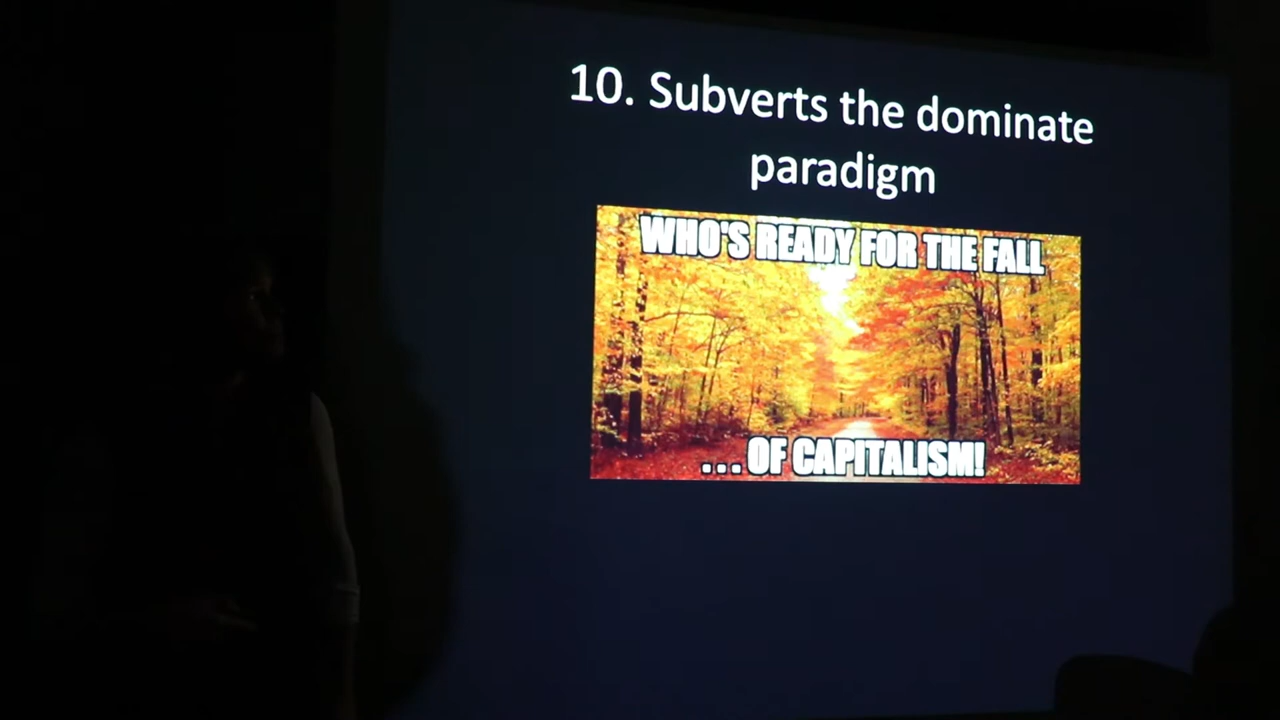 10. Subverts the dominate
paradigm
WHO'S READY FOR THE FALL
...OF CAPITALISM!